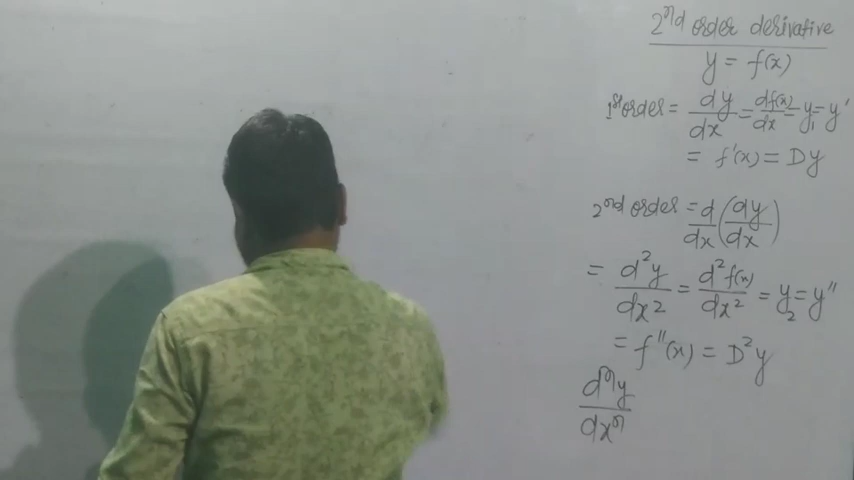 2nd order derivative
y = f(x)
1st order = dy/dx = df(x)/dx = y₁ = y'
= f'(x) = Dy
2nd order = d/dx (dy/dx)
= d²y/dx² = d²f(x)/dx² = y₂ = y''
= f''(x) = D²y
dⁿy/dxⁿ